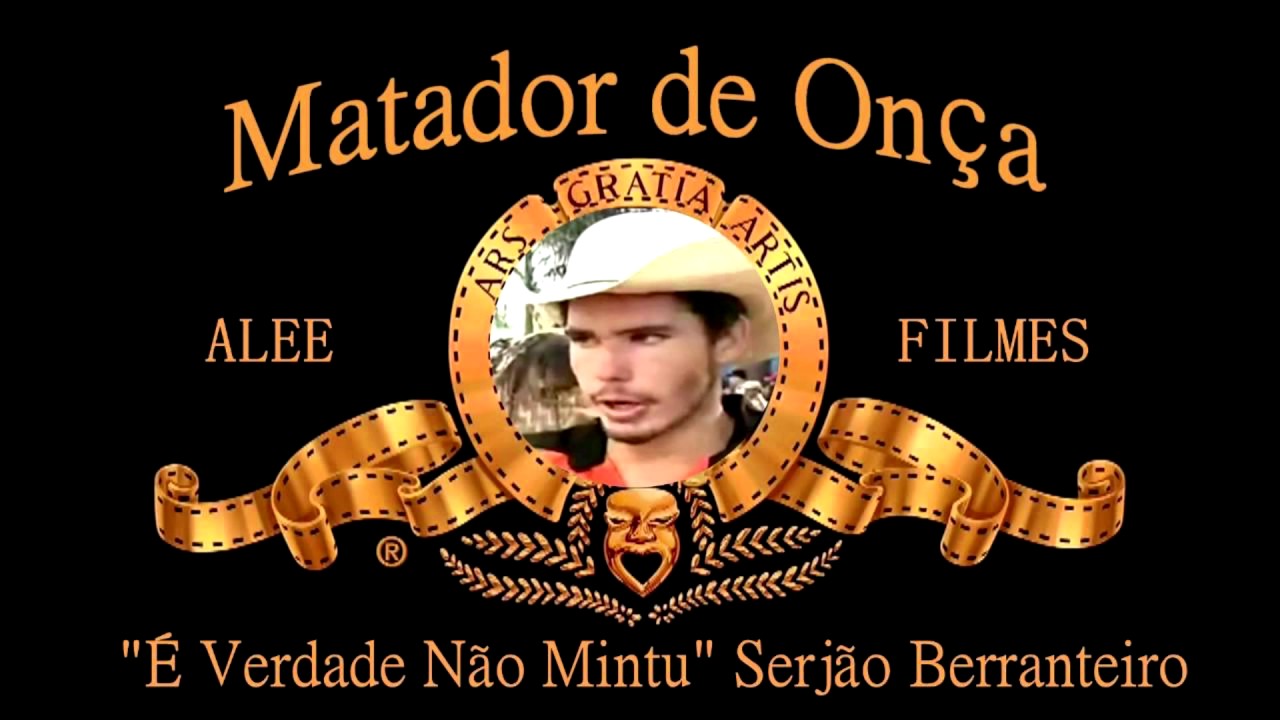 Matador de Onça
ARS GRATIA ARTIS
ALEE FILMES
®
"É Verdade Não Mintu" Serjão Berranteiro